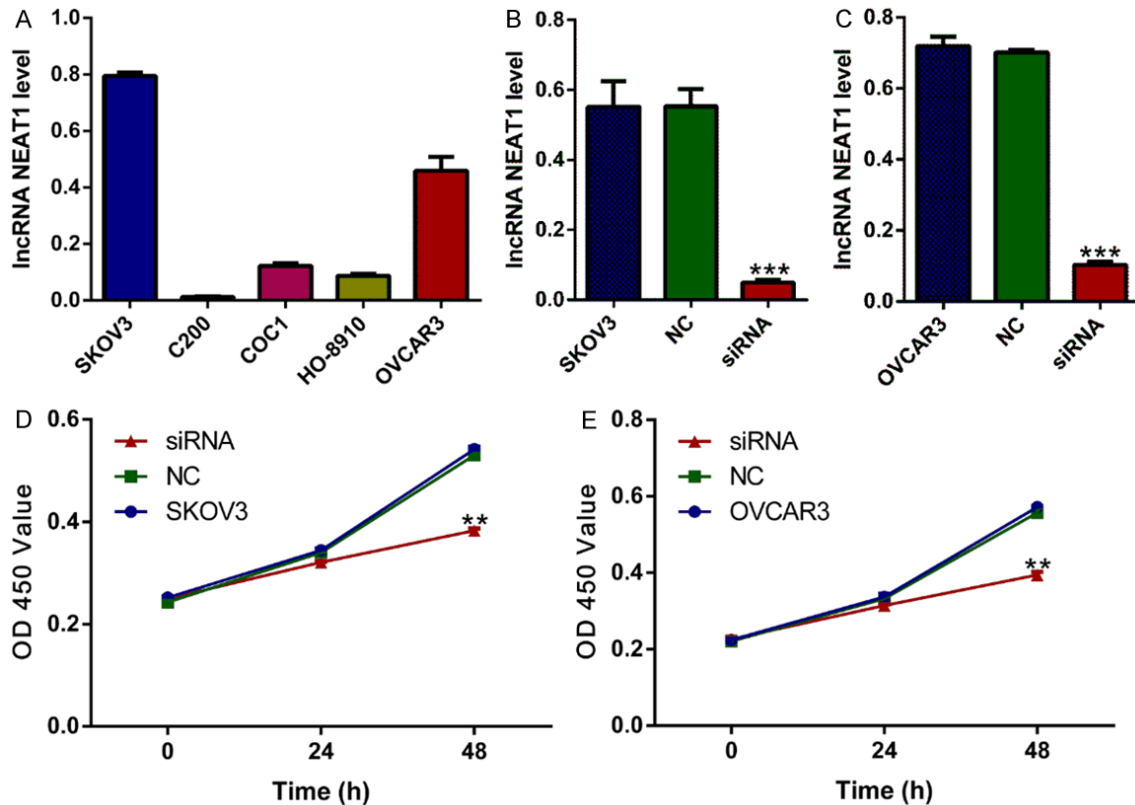 A
lncRNA NEAT1 level
1.0
0.8
0.6
0.4
0.2
0.0
SKOV3
C200
COC1
HO-8910
OVCAR3
B
lncRNA NEAT1 level
0.8
0.6
0.4
0.2
0.0
***
SKOV3
NC
siRNA
C
lncRNA NEAT1 level
0.8
0.6
0.4
0.2
0.0
***
OVCAR3
NC
siRNA
D
OD 450 Value
0.6
0.4
0.2
0.0
siRNA
NC
SKOV3
**
0
24
48
Time (h)
E
OD 450 Value
0.8
0.6
0.4
0.2
0.0
siRNA
NC
OVCAR3
**
0
24
48
Time (h)